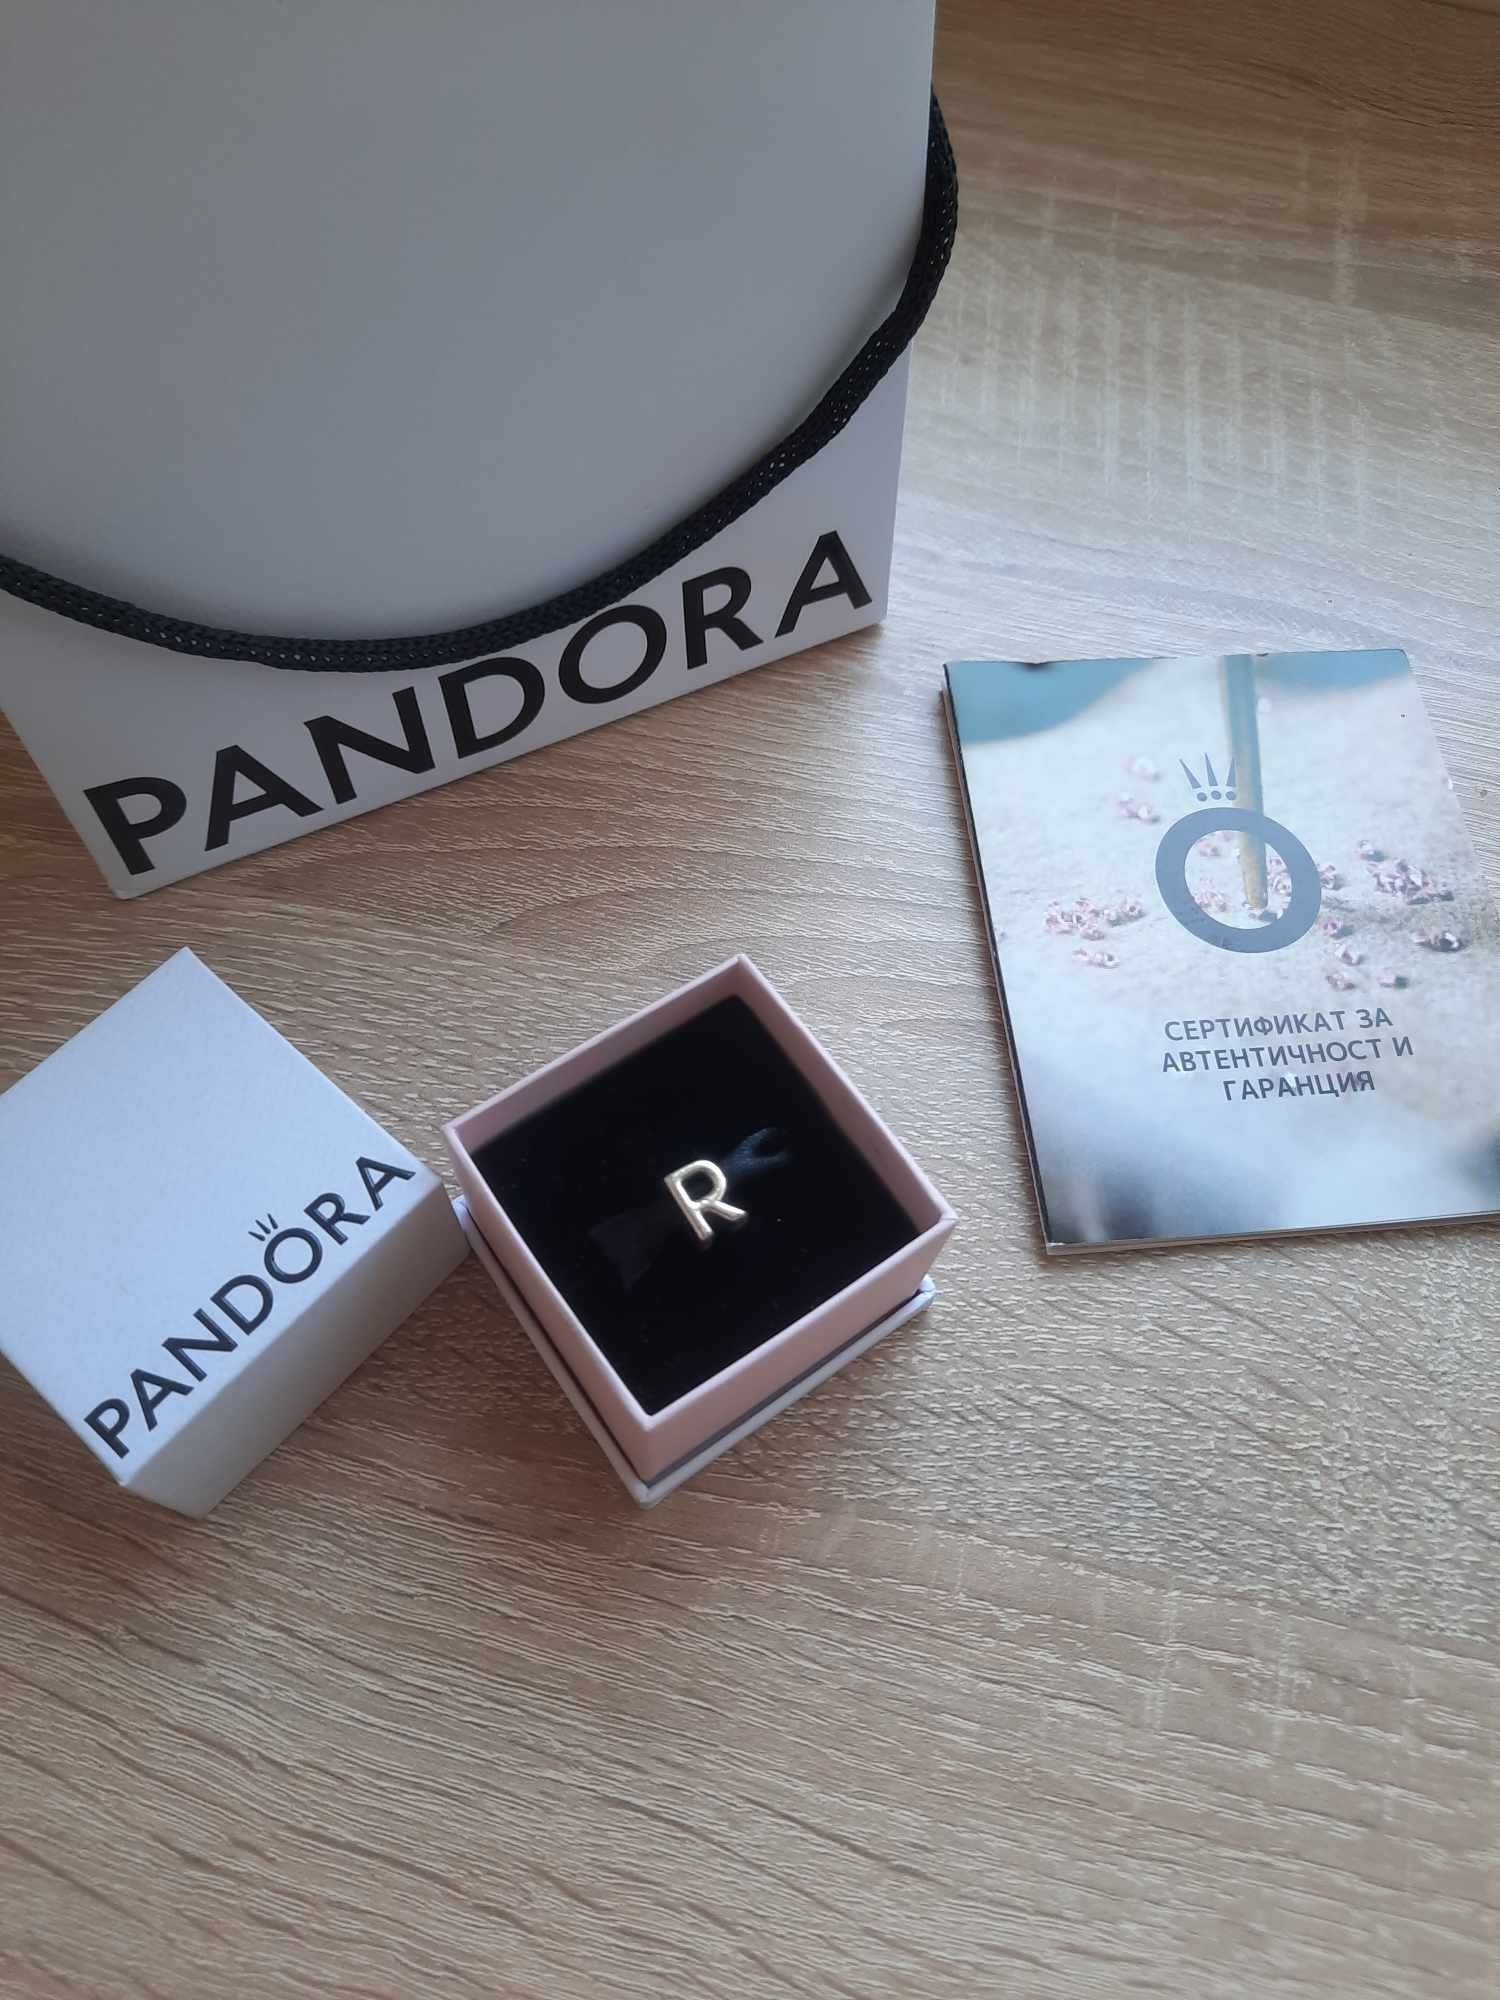 PANDORA
СЕРТИФИКАТ ЗА
АВТЕНТИЧНОСТ И
ГАРАНЦИЯ
PANDORA
R